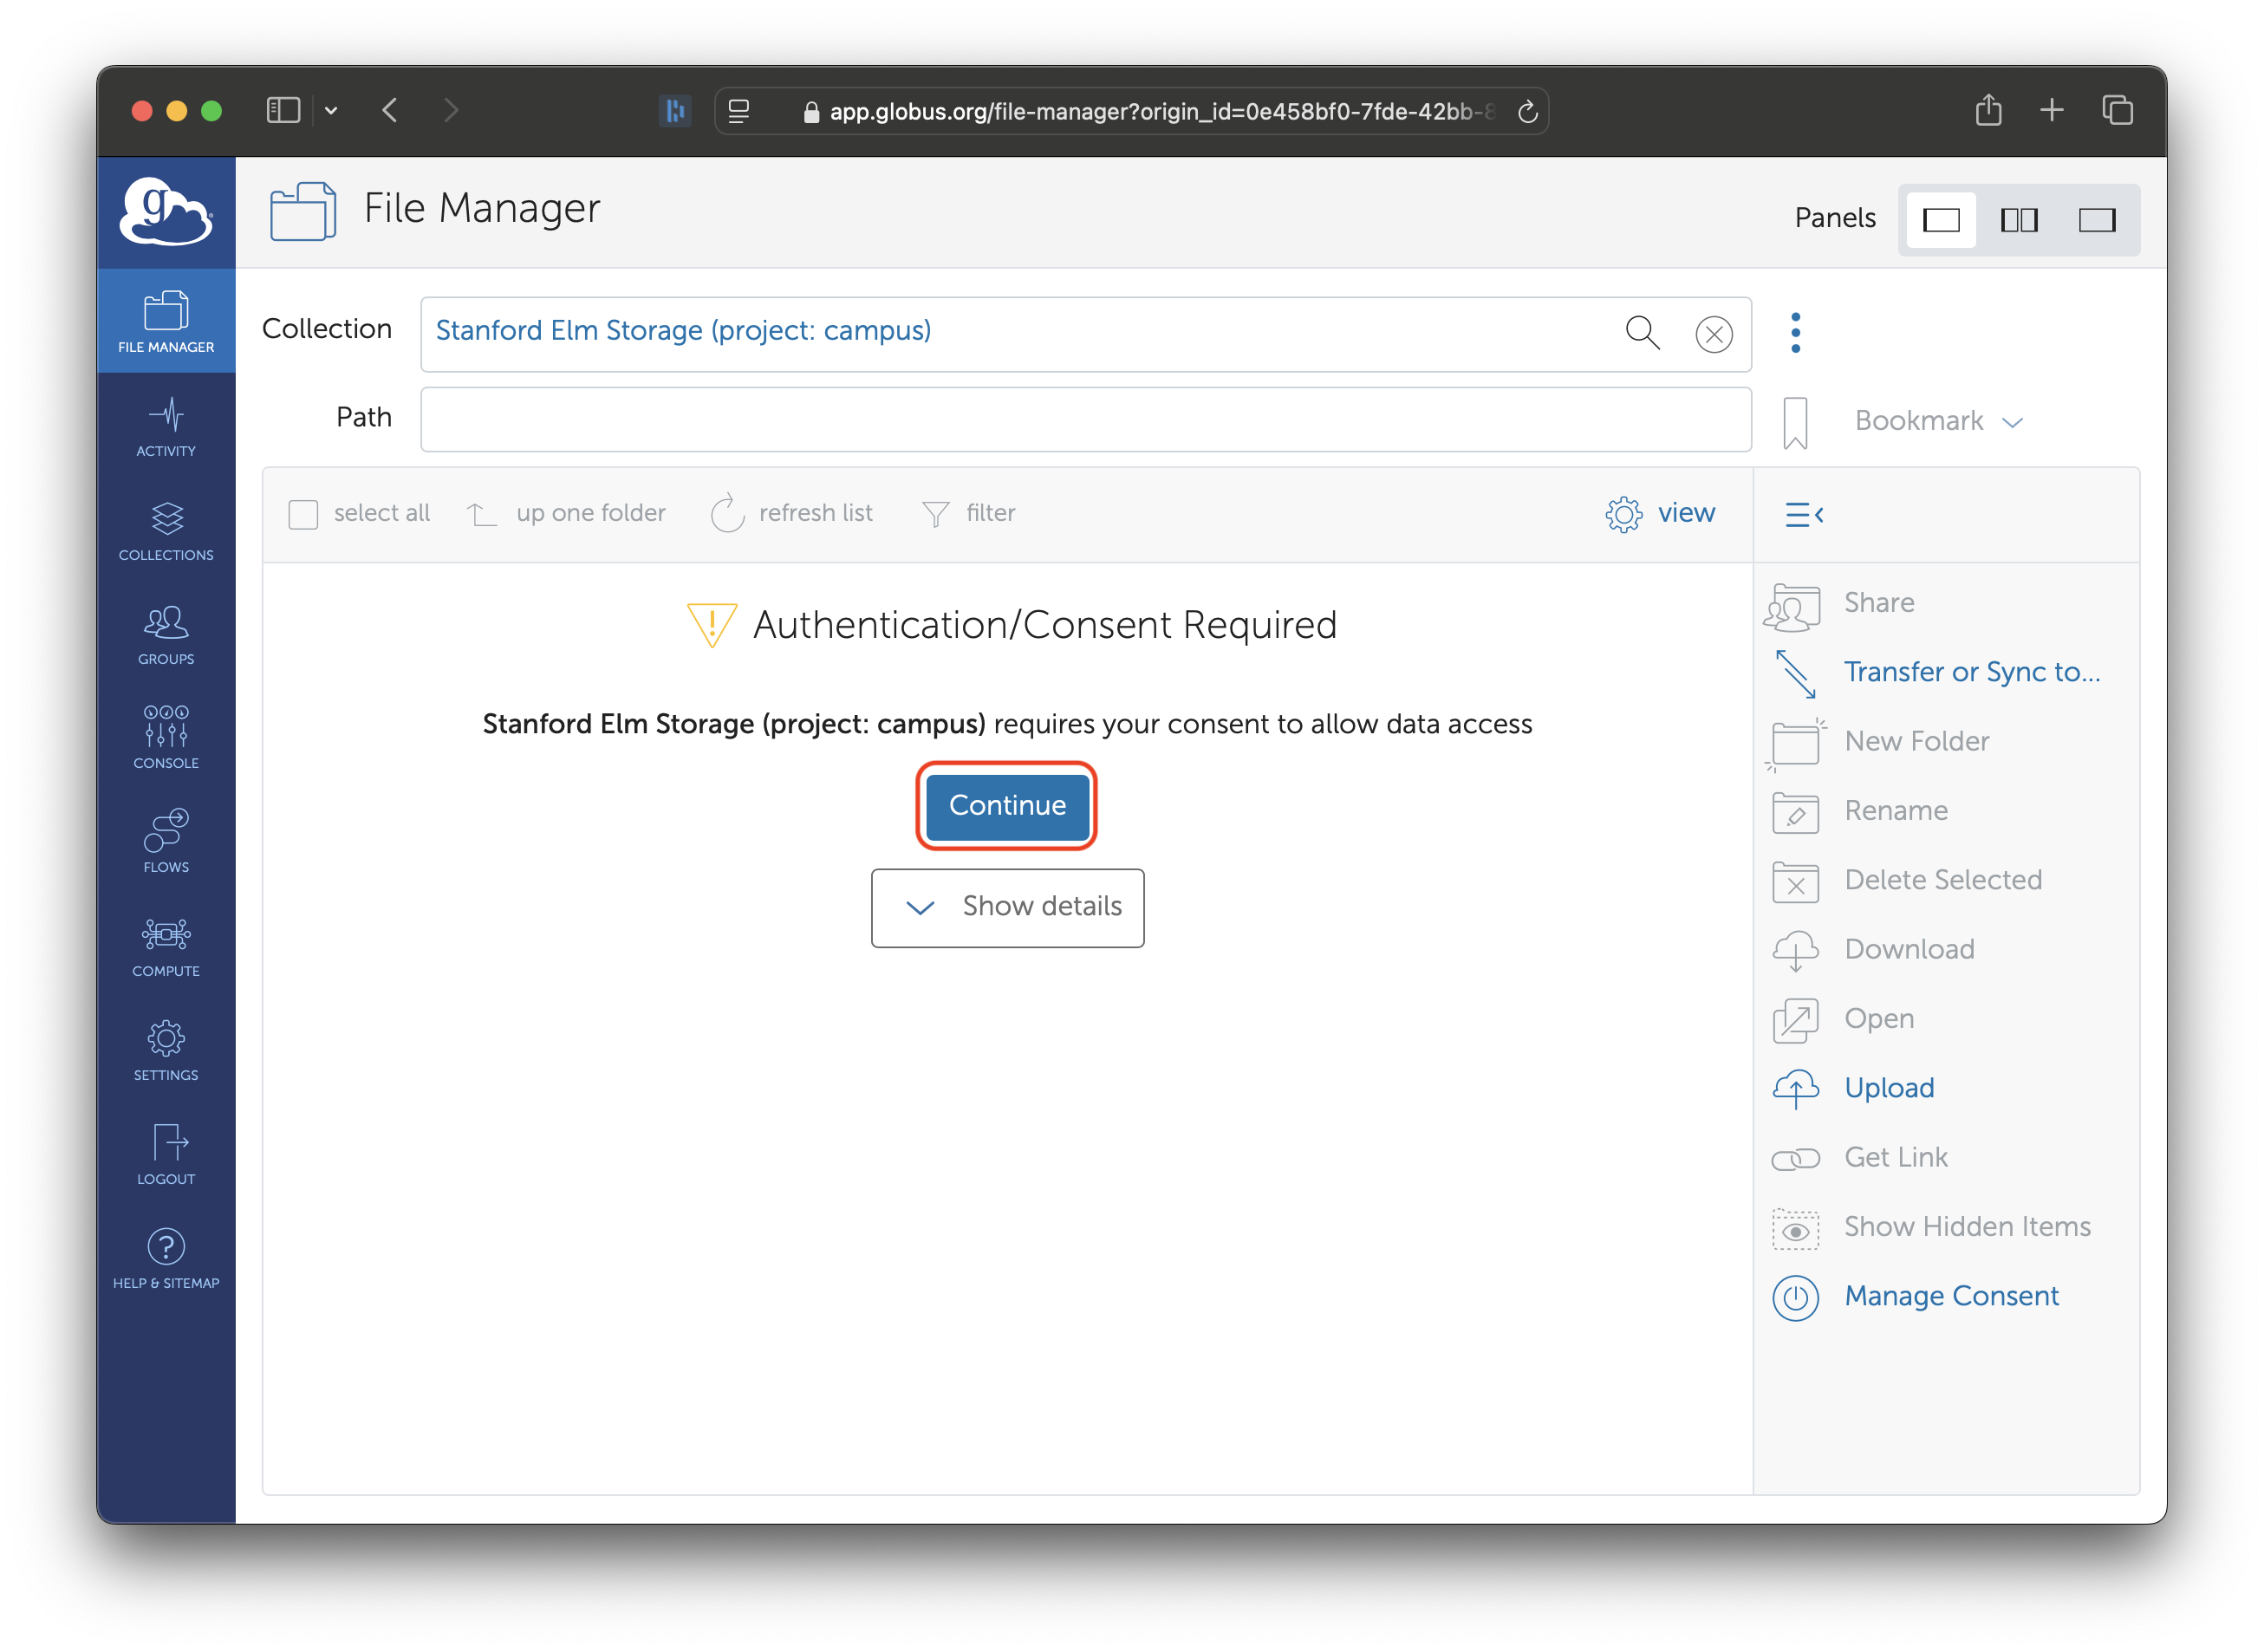 app.globus.org/file-manager?origin_id=0e458bf0-7fde-42bb-8
g
File Manager
Panels
FILE MANAGER
ACTIVITY
COLLECTIONS
GROUPS
CONSOLE
FLOWS
COMPUTE
SETTINGS
LOGOUT
HELP & SITEMAP
Collection
Stanford Elm Storage (project: campus)
Path
Bookmark
select all
up one folder
refresh list
filter
view
Authentication/Consent Required
Stanford Elm Storage (project: campus) requires your consent to allow data access
Continue
Show details
Share
Transfer or Sync to...
New Folder
Rename
Delete Selected
Download
Open
Upload
Get Link
Show Hidden Items
Manage Consent